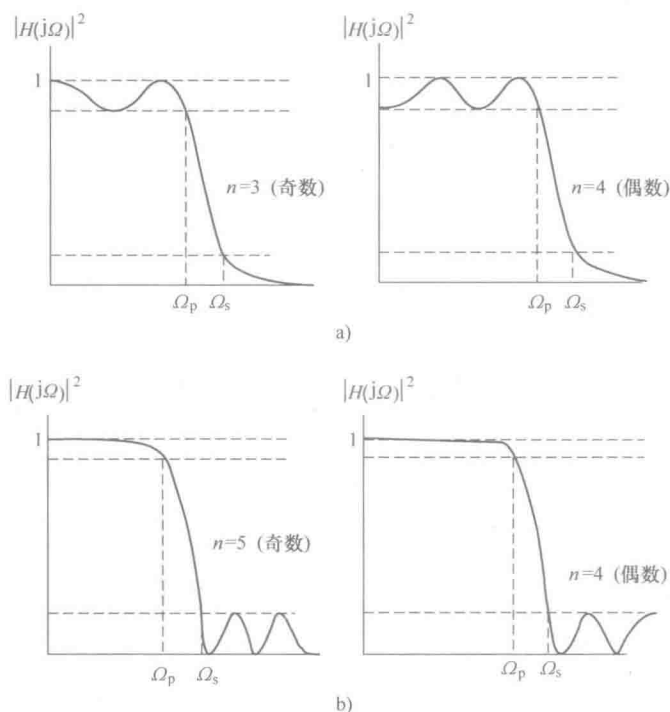 |H(jΩ)|²
1
n=3 (奇数)
Ωp Ωs
|H(jΩ)|²
1
n=4 (偶数)
Ωp Ωs
a)
|H(jΩ)|²
1
n=5 (奇数)
Ωp Ωs
|H(jΩ)|²
1
n=4 (偶数)
Ωp Ωs
b)